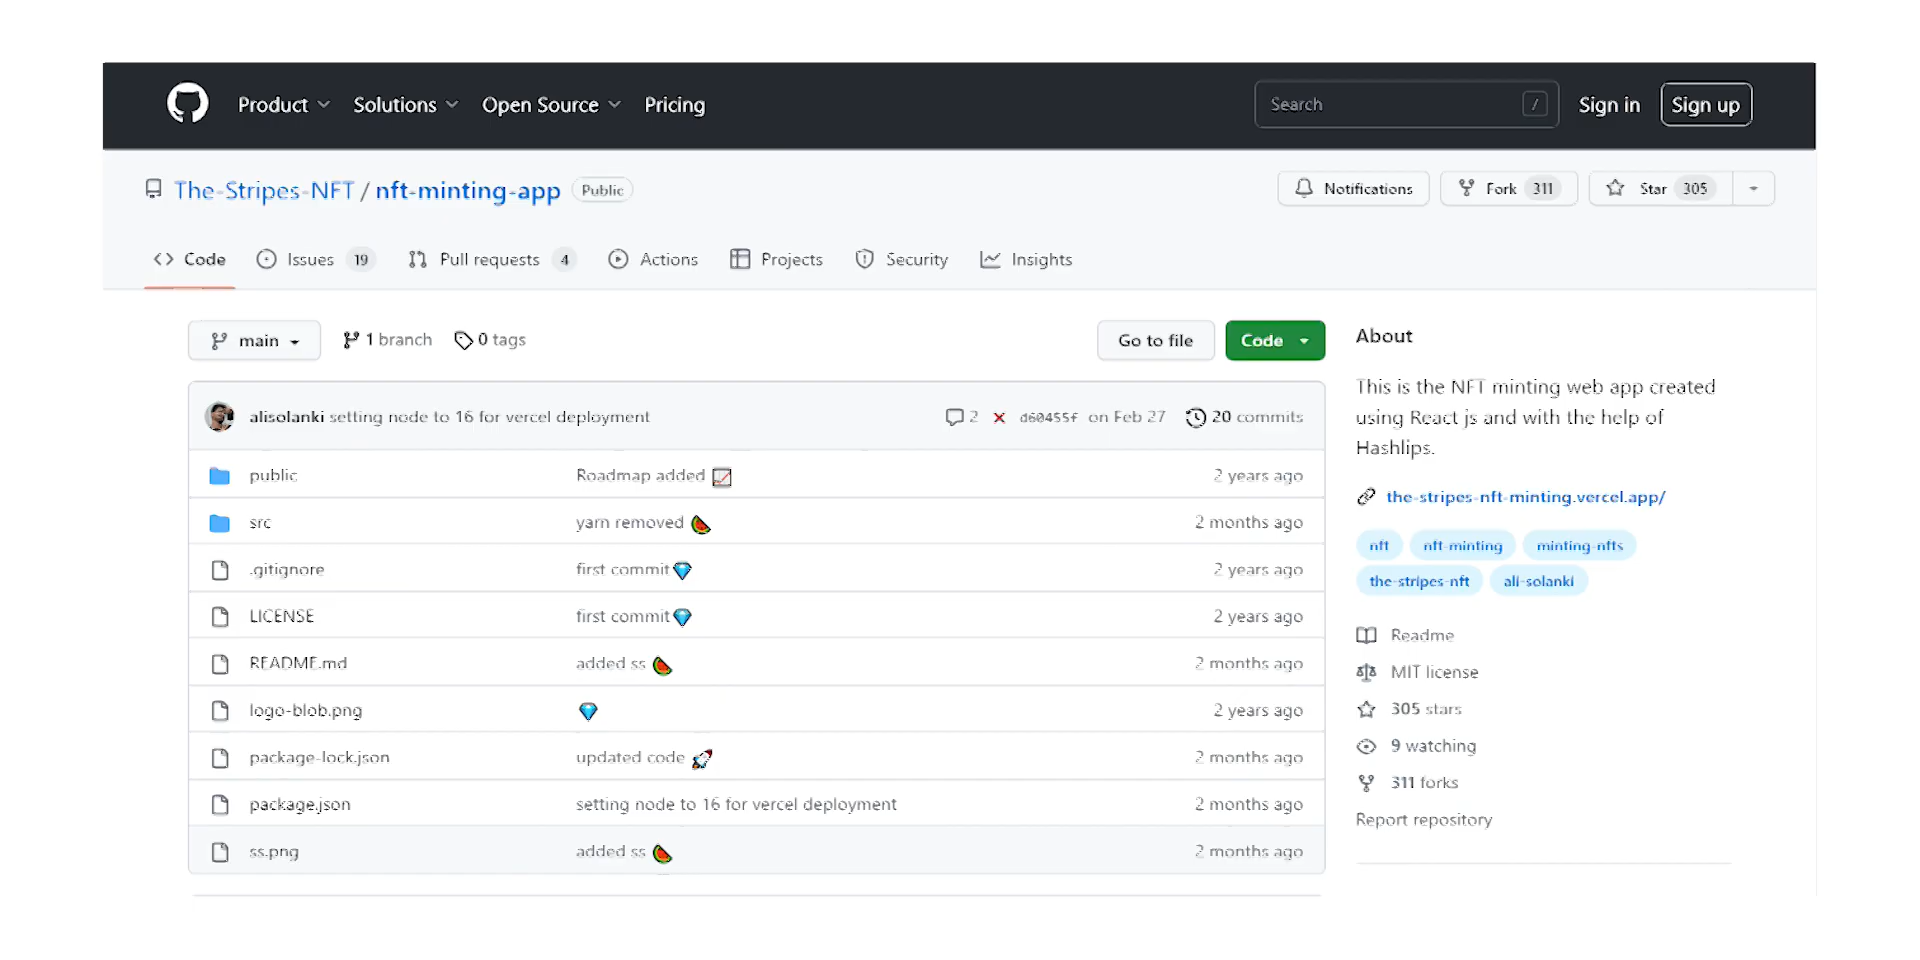 Product Solutions Open Source Pricing Search / Sign in Sign up
The-Stripes-NFT / nft-minting-app Public Notifications Fork 311 Star 305
Code Issues 19 Pull requests 4 Actions Projects Security Insights
main 1 branch 0 tags Go to file Code
alisolanki setting node to 16 for vercel deployment 2 d60455f on Feb 27 20 commits
public Roadmap added 2 years ago
src yarn removed 2 months ago
.gitignore first commit 2 years ago
LICENSE first commit 2 years ago
README.md added ss 2 months ago
logo-blob.png 2 years ago
package-lock.json updated code 2 months ago
package.json setting node to 16 for vercel deployment 2 months ago
ss.png added ss 2 months ago
About
This is the NFT minting web app created
using React js and with the help of
Hashlips.
the-stripes-nft-minting.vercel.app/
nft nft-minting minting-nfts
the-stripes-nft ali-solanki
Readme
MIT license
305 stars
9 watching
311 forks
Report repository